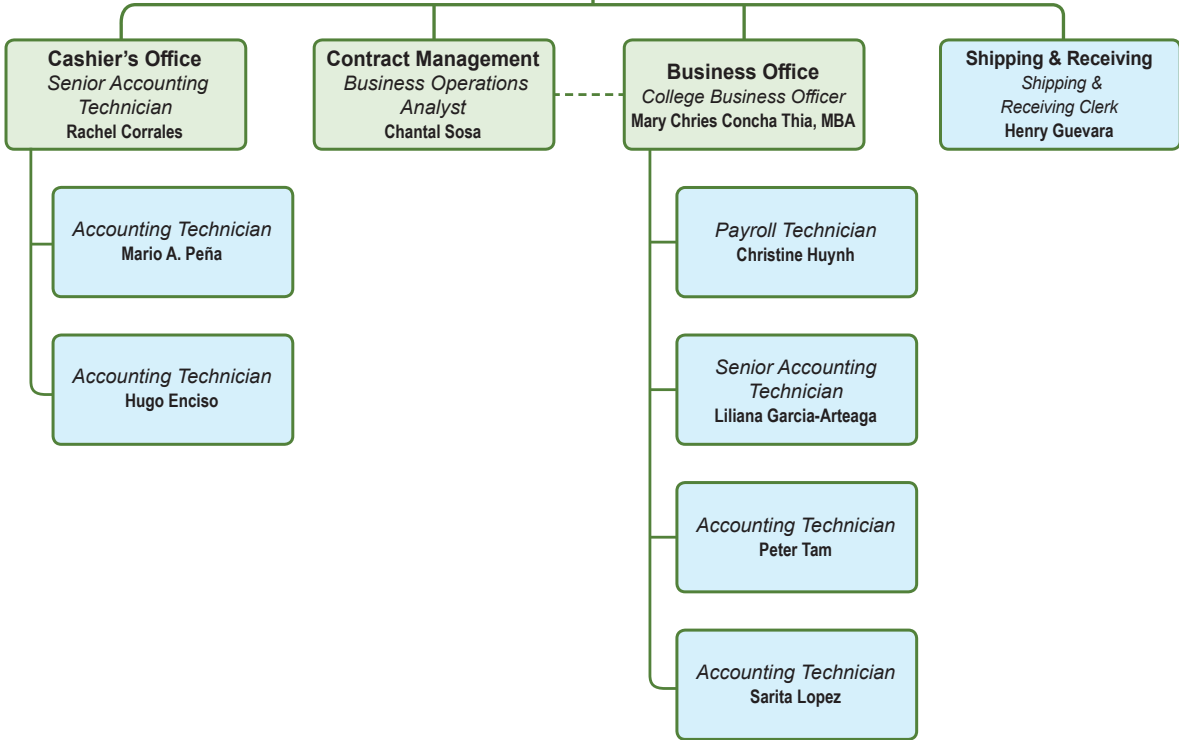 Cashier's Office
Senior Accounting
Technician
Rachel Corrales
Contract Management
Business Operations
Analyst
Chantal Sosa
Business Office
College Business Officer
Mary Chries Concha Thia, MBA
Shipping & Receiving
Shipping &
Receiving Clerk
Henry Guevara
Accounting Technician
Mario A. Peña
Accounting Technician
Hugo Enciso
Payroll Technician
Christine Huynh
Senior Accounting
Technician
Liliana Garcia-Arteaga
Accounting Technician
Peter Tam
Accounting Technician
Sarita Lopez